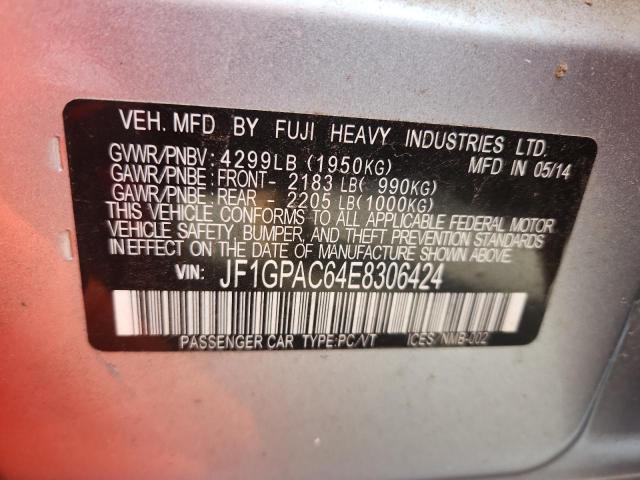 VEH. MFD BY FUJI HEAVY INDUSTRIES LTD.
GVWR/PNBV: 4299LB (1950KG) MFD IN 05/14
GAWR/PNBE: FRONT- 2183 LB( 990KG)
GAWR/PNBE: REAR - 2205 LB(1000KG)
THIS VEHICLE CONFORMS TO ALL APPLICABLE FEDERAL MOTOR
VEHICLE SAFETY, BUMPER, AND THEFT PREVENTION STANDARDS
IN EFFECT ON THE DATE OF MANUFACTURE SHOWN ABOVE.
VIN: JF1GPAC64E8306424
PASSENGER CAR TYPE:PC/VT ICES/ NMB-002